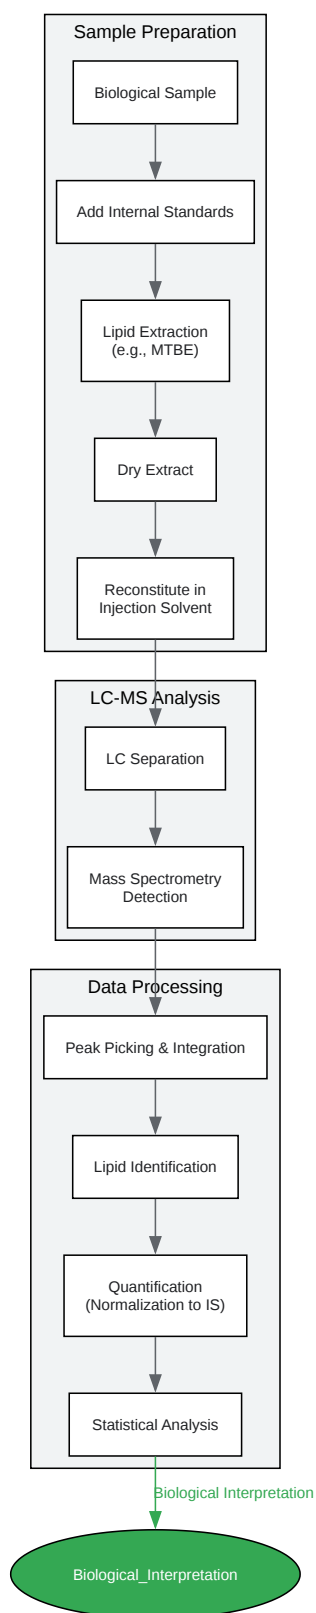 Sample Preparation
Biological Sample
Add Internal Standards
Lipid Extraction
(e.g., MTBE)
Dry Extract
Reconstitute in
Injection Solvent
LC-MS Analysis
LC Separation
Mass Spectrometry
Detection
Data Processing
Peak Picking & Integration
Lipid Identification
Quantification
(Normalization to IS)
Statistical Analysis
Biological Interpretation
Biological_Interpretation